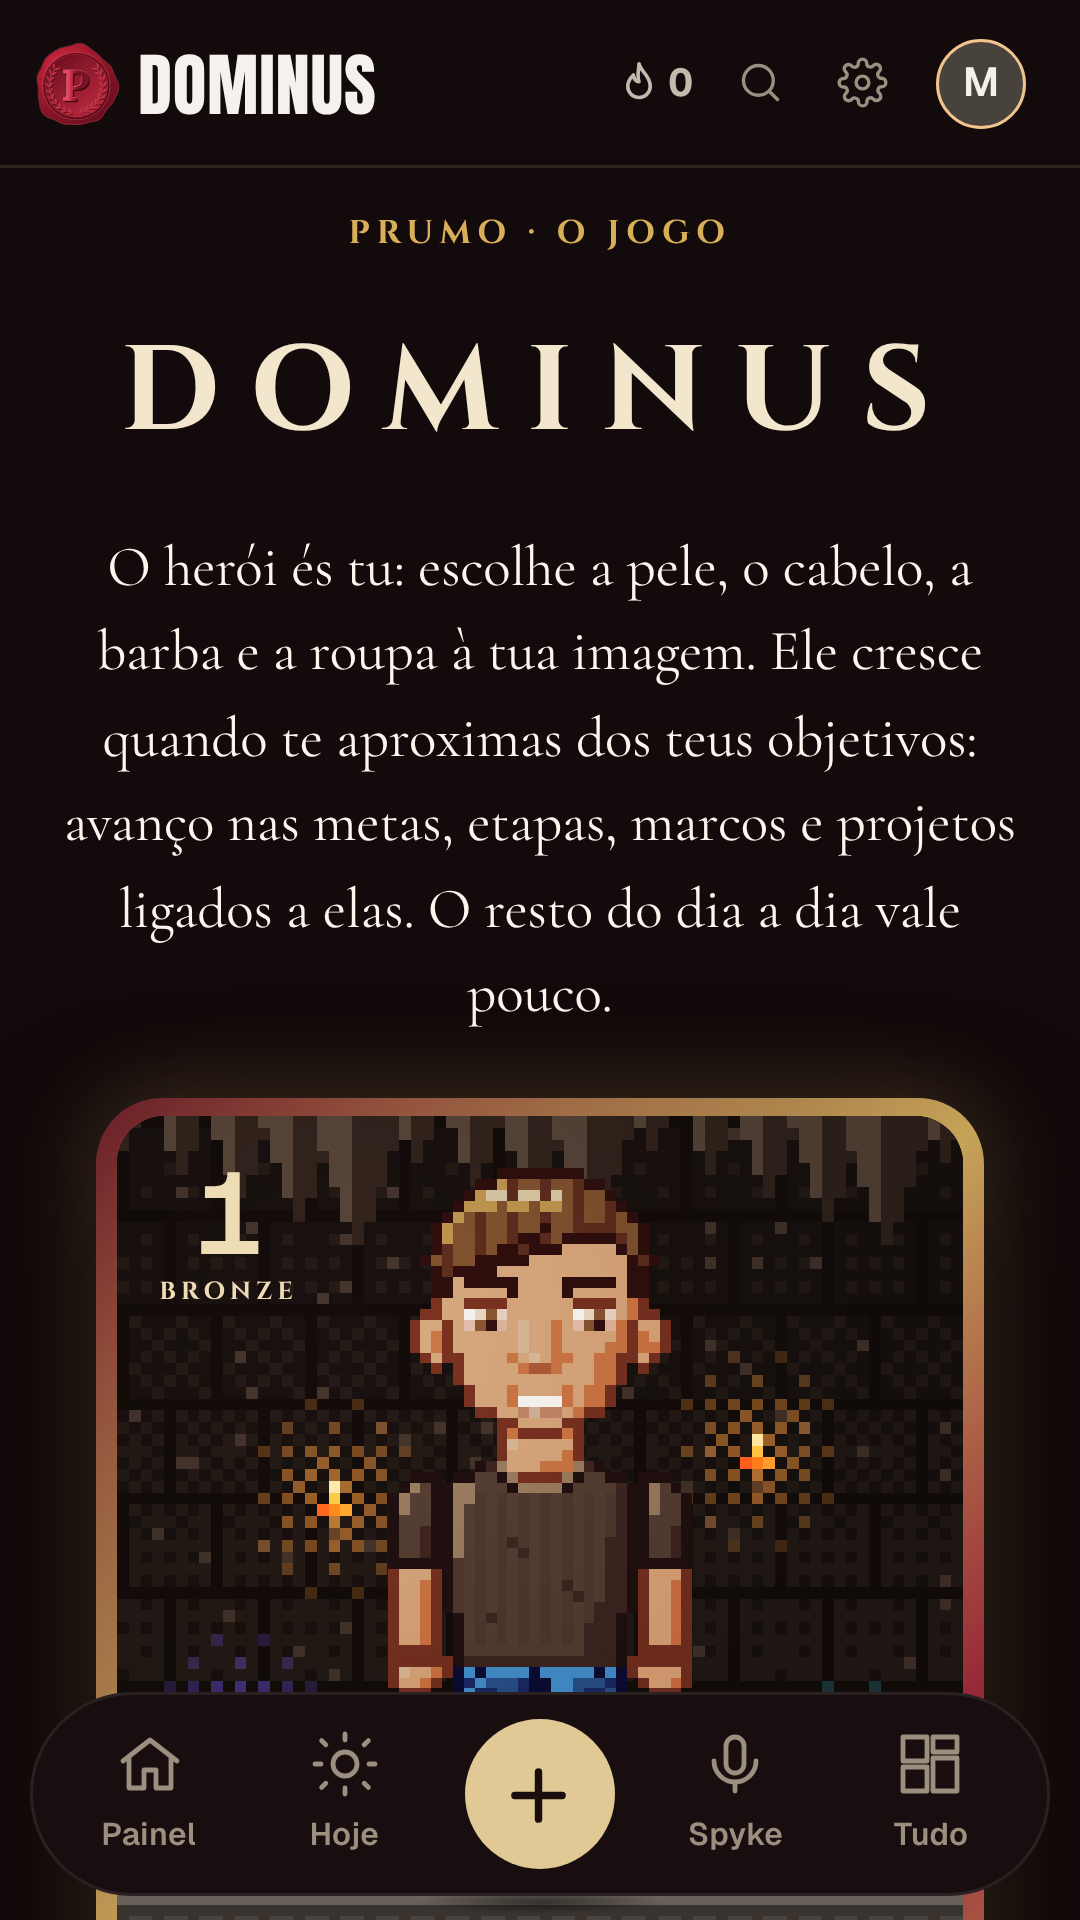 P
DOMINUS
0
M
PRUMO · O JOGO
DOMINUS
O herói és tu: escolhe a pele, o cabelo, a
barba e a roupa à tua imagem. Ele cresce
quando te aproximas dos teus objetivos:
avanço nas metas, etapas, marcos e projetos
ligados a elas. O resto do dia a dia vale
pouco.
1
BRONZE
Painel
Hoje
Spyke
Tudo